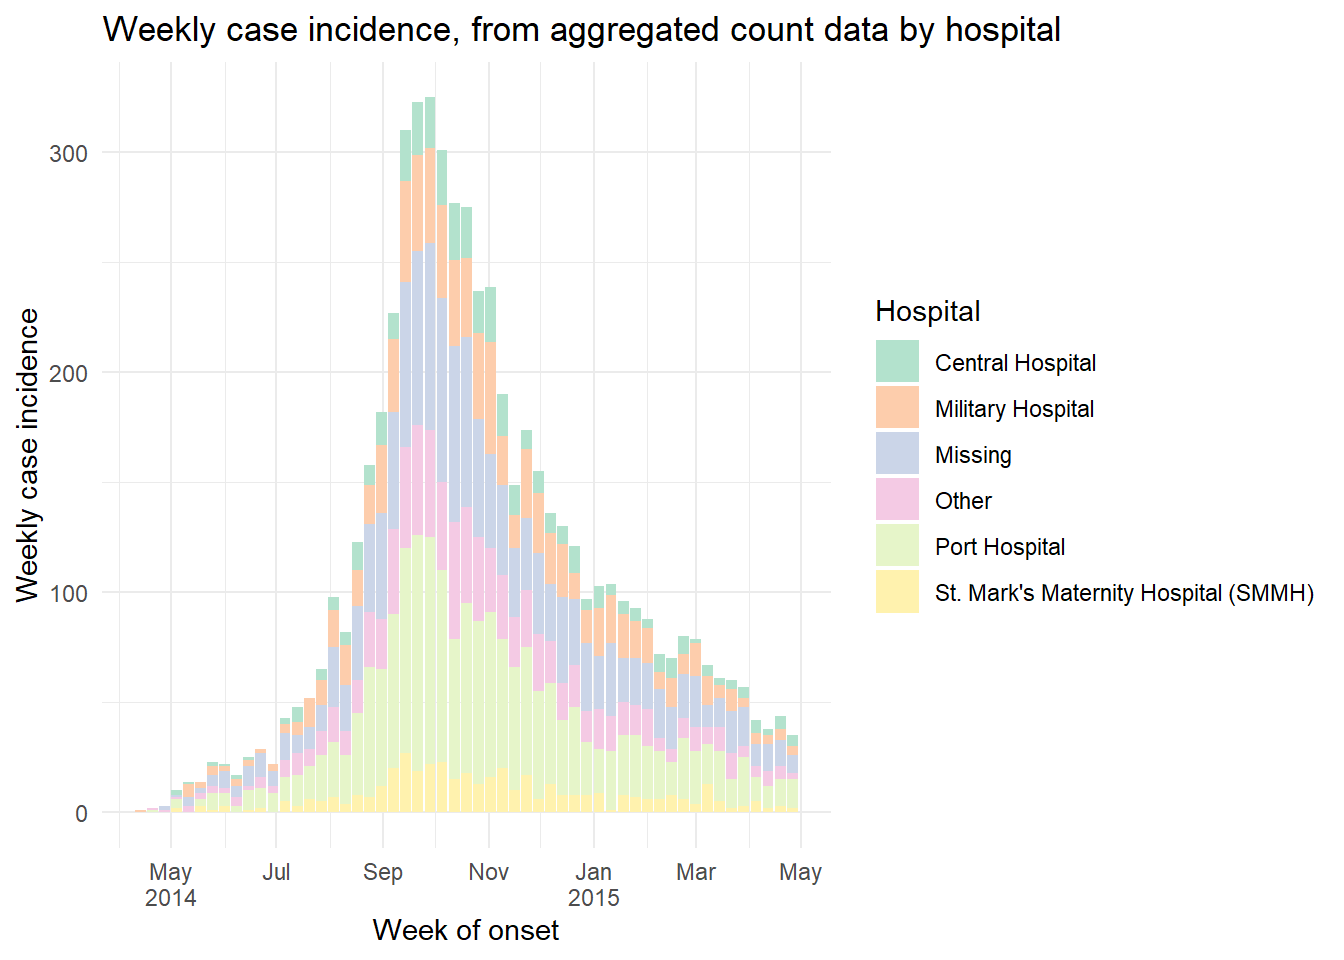 Weekly case incidence, from aggregated count data by hospital
Weekly case incidence
300
200
100
0
May
2014
Jul
Sep
Nov
Jan
2015
Mar
May
Week of onset
Hospital
Central Hospital
Military Hospital
Missing
Other
Port Hospital
St. Mark's Maternity Hospital (SMMH)